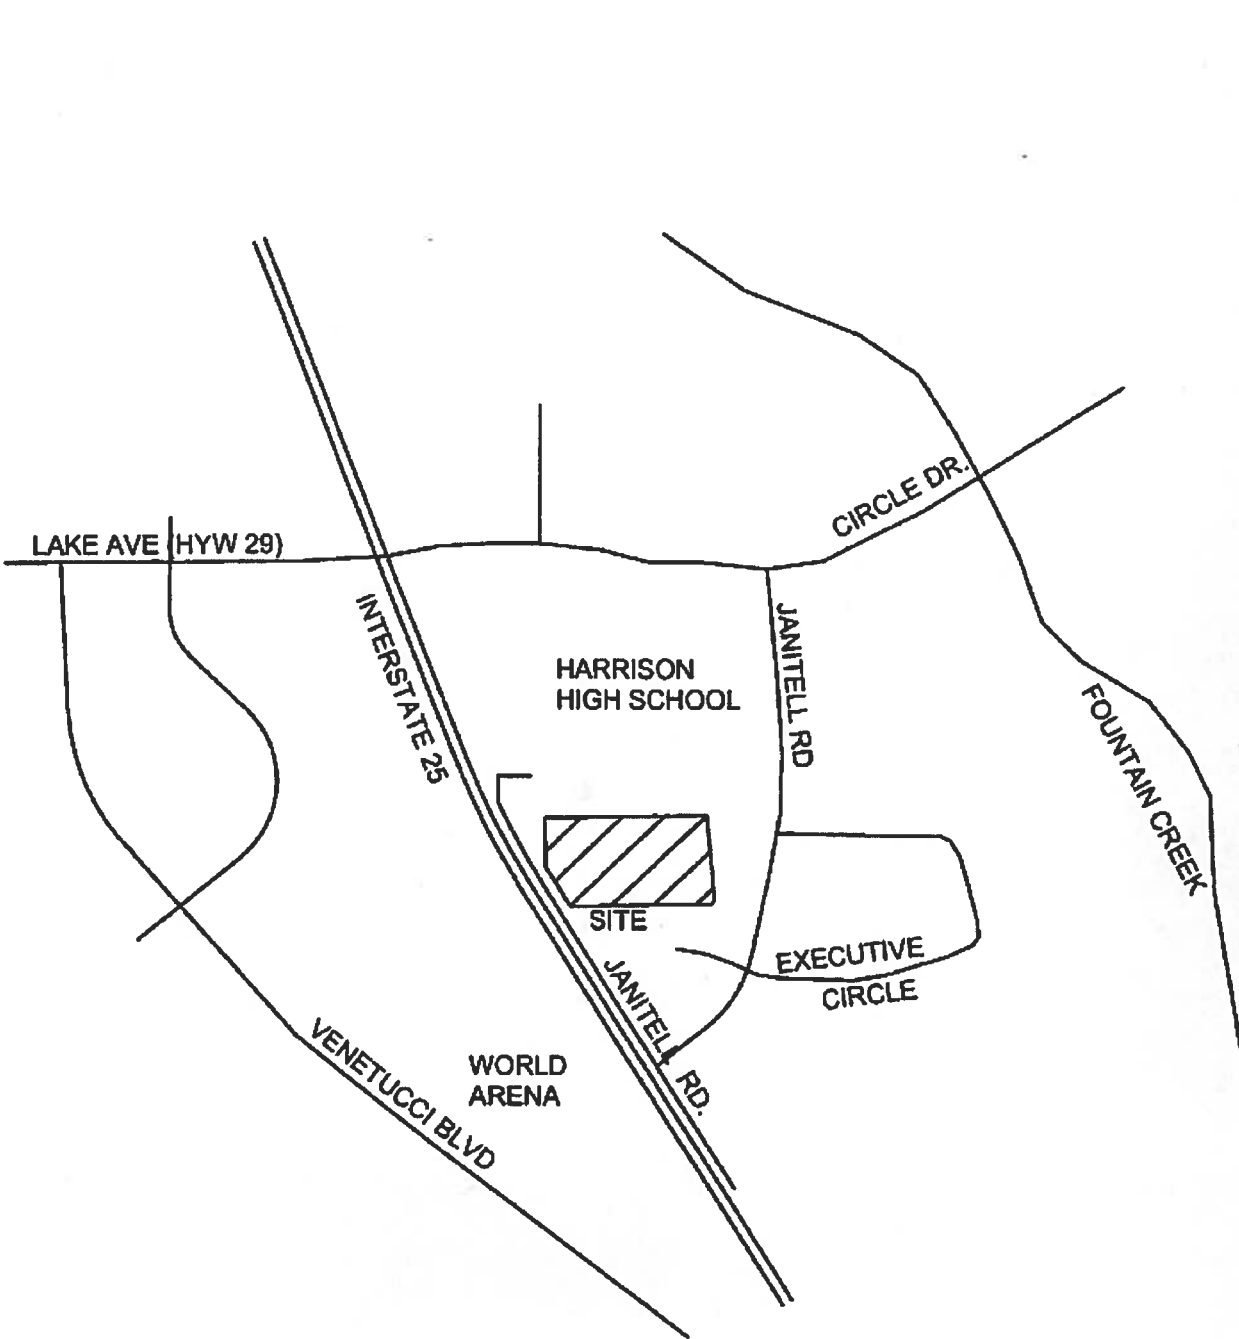 CIRCLE DR.
LAKE AVE (HYW 29)
INTERSTATE 25
JANITELL RD
HARRISON
HIGH SCHOOL
FOUNTAIN CREEK
SITE
EXECUTIVE
CIRCLE
JANITELL RD.
WORLD
ARENA
VENETUCCI BLVD